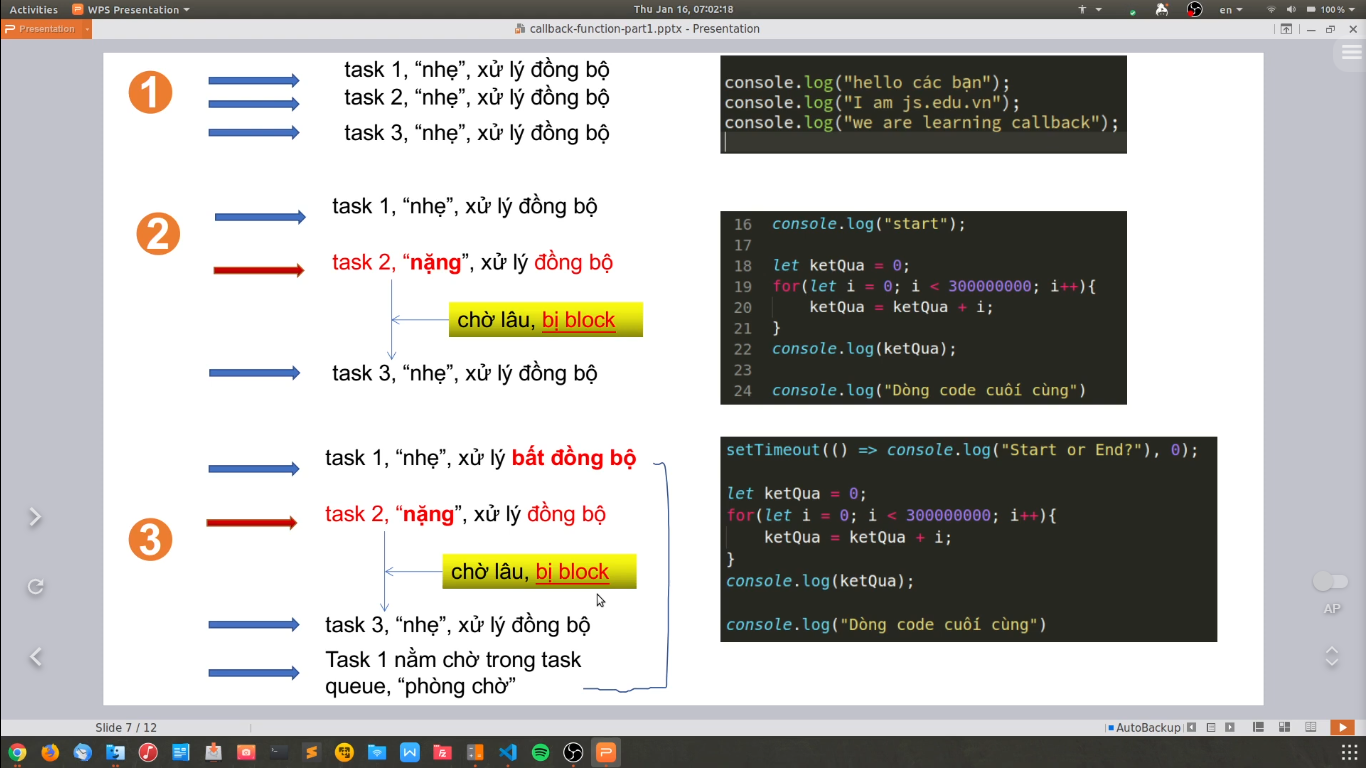 Activities
WPS Presentation
Thu Jan 16, 07:02:18
en
100 %
Presentation
callback-function-part1.pptx - Presentation
1
task 1, “nhẹ”, xử lý đồng bộ
task 2, “nhẹ”, xử lý đồng bộ
task 3, “nhẹ”, xử lý đồng bộ
console.log("hello các bạn");
console.log("I am js.edu.vn");
console.log("we are learning callback");
2
task 1, “nhẹ”, xử lý đồng bộ
task 2, “nặng”, xử lý đồng bộ
chờ lâu, bị block
task 3, “nhẹ”, xử lý đồng bộ
16 console.log("start");
17
18 let ketQua = 0;
19 for(let i = 0; i < 300000000; i++){
20 ketQua = ketQua + i;
21 }
22 console.log(ketQua);
23
24 console.log("Dòng code cuối cùng")
3
task 1, “nhẹ”, xử lý bất đồng bộ
task 2, “nặng”, xử lý đồng bộ
chờ lâu, bị block
task 3, “nhẹ”, xử lý đồng bộ
Task 1 nằm chờ trong task
queue, “phòng chờ”
setTimeout(() => console.log("Start or End?"), 0);
let ketQua = 0;
for(let i = 0; i < 300000000; i++){
ketQua = ketQua + i;
}
console.log(ketQua);
console.log("Dòng code cuối cùng")
AP
Slide 7 / 12
AutoBackup